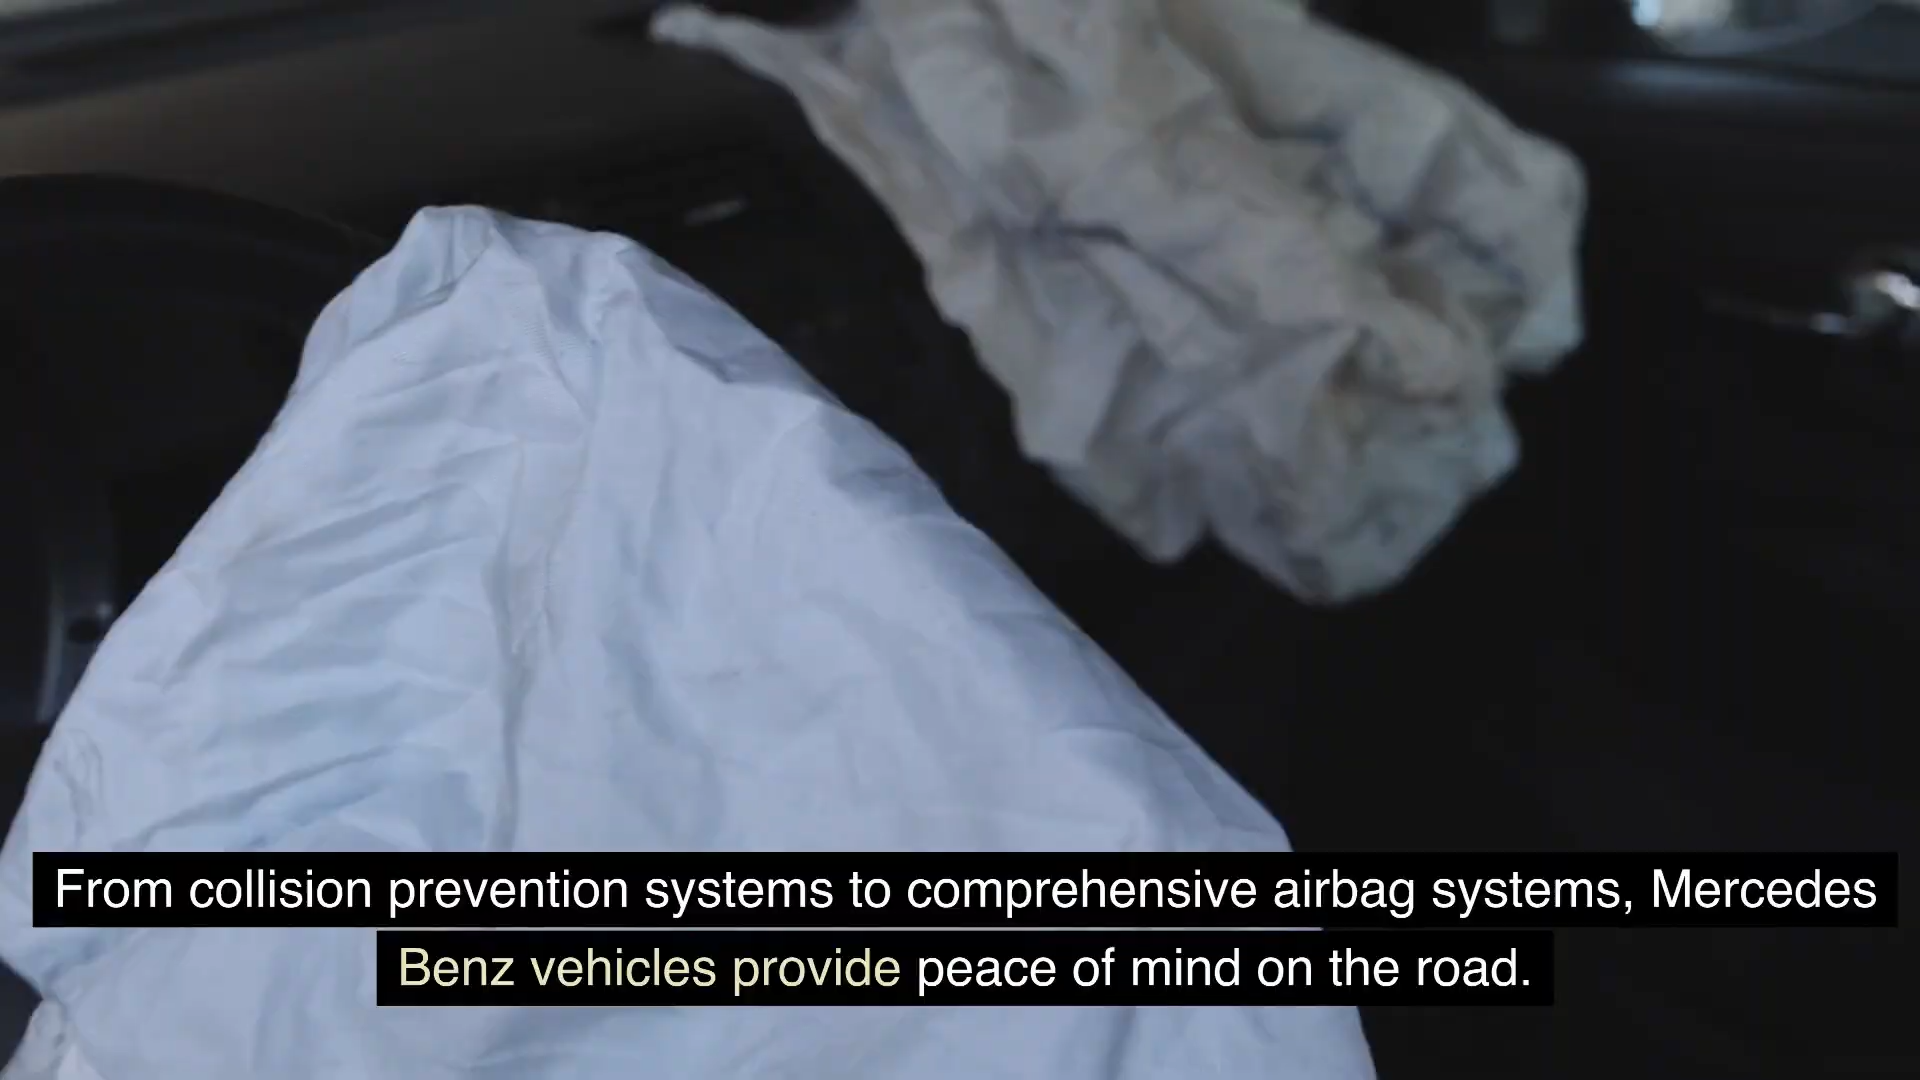 From collision prevention systems to comprehensive airbag systems, Mercedes
Benz vehicles provide peace of mind on the road.